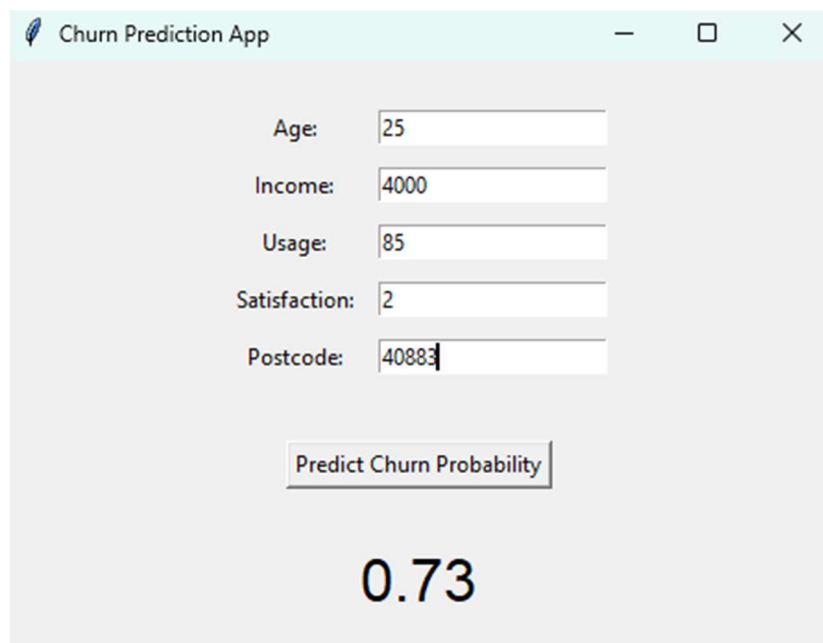 Churn Prediction App
Age: 25
Income: 4000
Usage: 85
Satisfaction: 2
Postcode: 40883
Predict Churn Probability
0.73